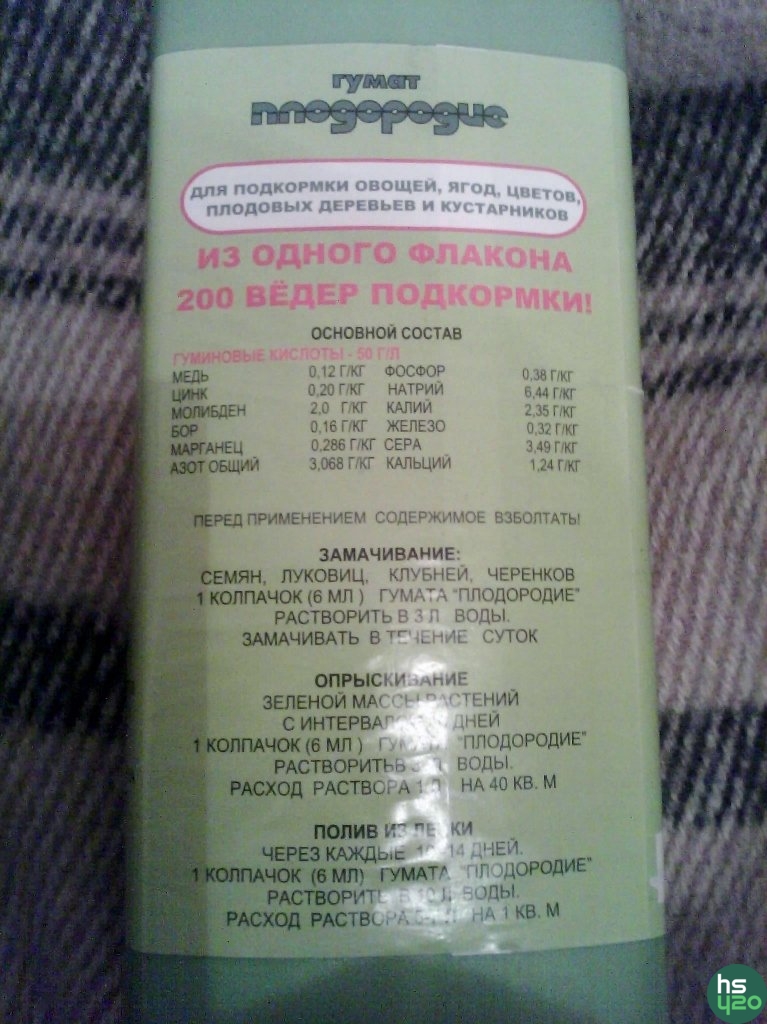 гумат
плодородие
ДЛЯ ПОДКОРМКИ ОВОЩЕЙ, ЯГОД, ЦВЕТОВ,
ПЛОДОВЫХ ДЕРЕВЬЕВ И КУСТАРНИКОВ
ИЗ ОДНОГО ФЛАКОНА
200 ВЁДЕР ПОДКОРМКИ!
ОСНОВНОЙ СОСТАВ
ГУМИНОВЫЕ КИСЛОТЫ - 50 Г/Л
МЕДЬ 0,12 Г/КГ ФОСФОР 0,38 Г/КГ
ЦИНК 0,20 Г/КГ НАТРИЙ 6,44 Г/КГ
МОЛИБДЕН 2,0 Г/КГ КАЛИЙ 2,35 Г/КГ
БОР 0,16 Г/КГ ЖЕЛЕЗО 0,32 Г/КГ
МАРГАНЕЦ 0,286 Г/КГ СЕРА 3,49 Г/КГ
АЗОТ ОБЩИЙ 3,068 Г/КГ КАЛЬЦИЙ 1,24 Г/КГ
ПЕРЕД ПРИМЕНЕНИЕМ СОДЕРЖИМОЕ ВЗБОЛТАТЬ!
ЗАМАЧИВАНИЕ:
СЕМЯН, ЛУКОВИЦ, КЛУБНЕЙ, ЧЕРЕНКОВ
1 КОЛПАЧОК (6 МЛ ) ГУМАТА "ПЛОДОРОДИЕ"
РАСТВОРИТЬ В 3 Л ВОДЫ.
ЗАМАЧИВАТЬ В ТЕЧЕНИЕ СУТОК
ОПРЫСКИВАНИЕ
ЗЕЛЕНОЙ МАССЫ РАСТЕНИЙ
С ИНТЕРВАЛОМ ДНЕЙ
1 КОЛПАЧОК (6 МЛ ) ГУМАТА "ПЛОДОРОДИЕ"
РАСТВОРИТЬ В ВОДЫ.
РАСХОД РАСТВОРА 1 Л НА 40 КВ. М
ПОЛИВ ИЗ ЛЕЙКИ
ЧЕРЕЗ КАЖДЫЕ 14 ДНЕЙ.
1 КОЛПАЧОК (6 МЛ) ГУМАТА "ПЛОДОРОДИЕ"
РАСТВОРИТЬ В 10 Л ВОДЫ.
РАСХОД РАСТВОРА НА 1 КВ. М
hs
420